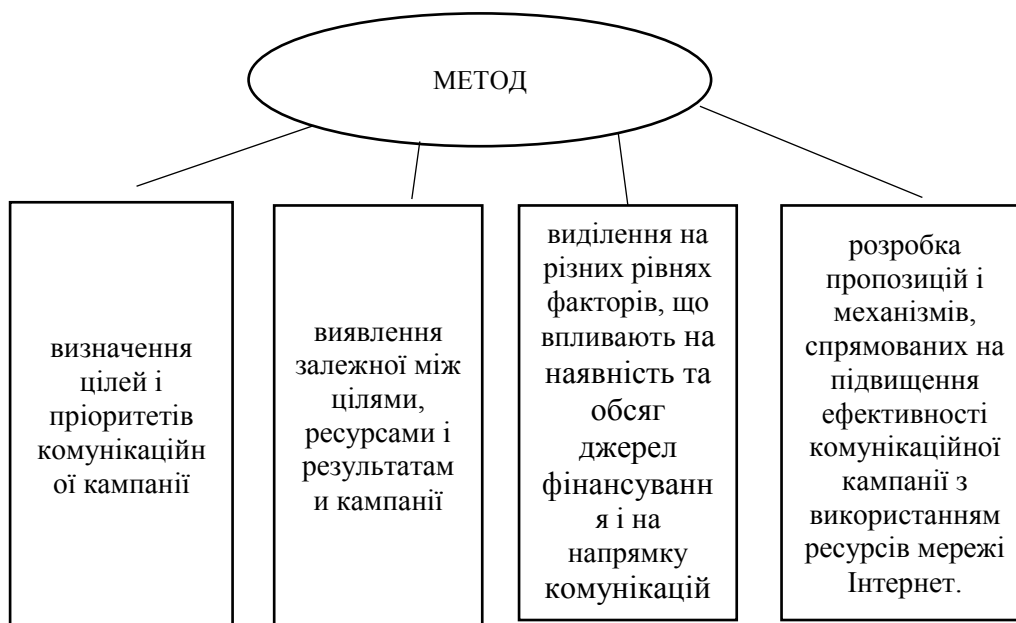 МЕТОД
визначення
цілей і
пріоритетів
комунікаційн
ої кампанії
виявлення
залежної між
цілями,
ресурсами і
результатам
и кампанії
виділення на
різних рівнях
факторів, що
впливають на
наявність та
обсяг
джерел
фінансуванн
я і на
напрямку
комунікацій
розробка
пропозицій і
механізмів,
спрямованих на
підвищення
ефективності
комунікаційної
кампанії з
використанням
ресурсів мережі
Інтернет.